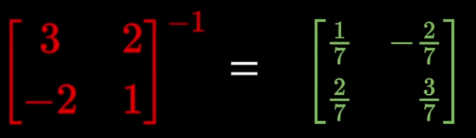 [3 2; -2 1]^{-1} = [1/7 -2/7; 2/7 3/7]